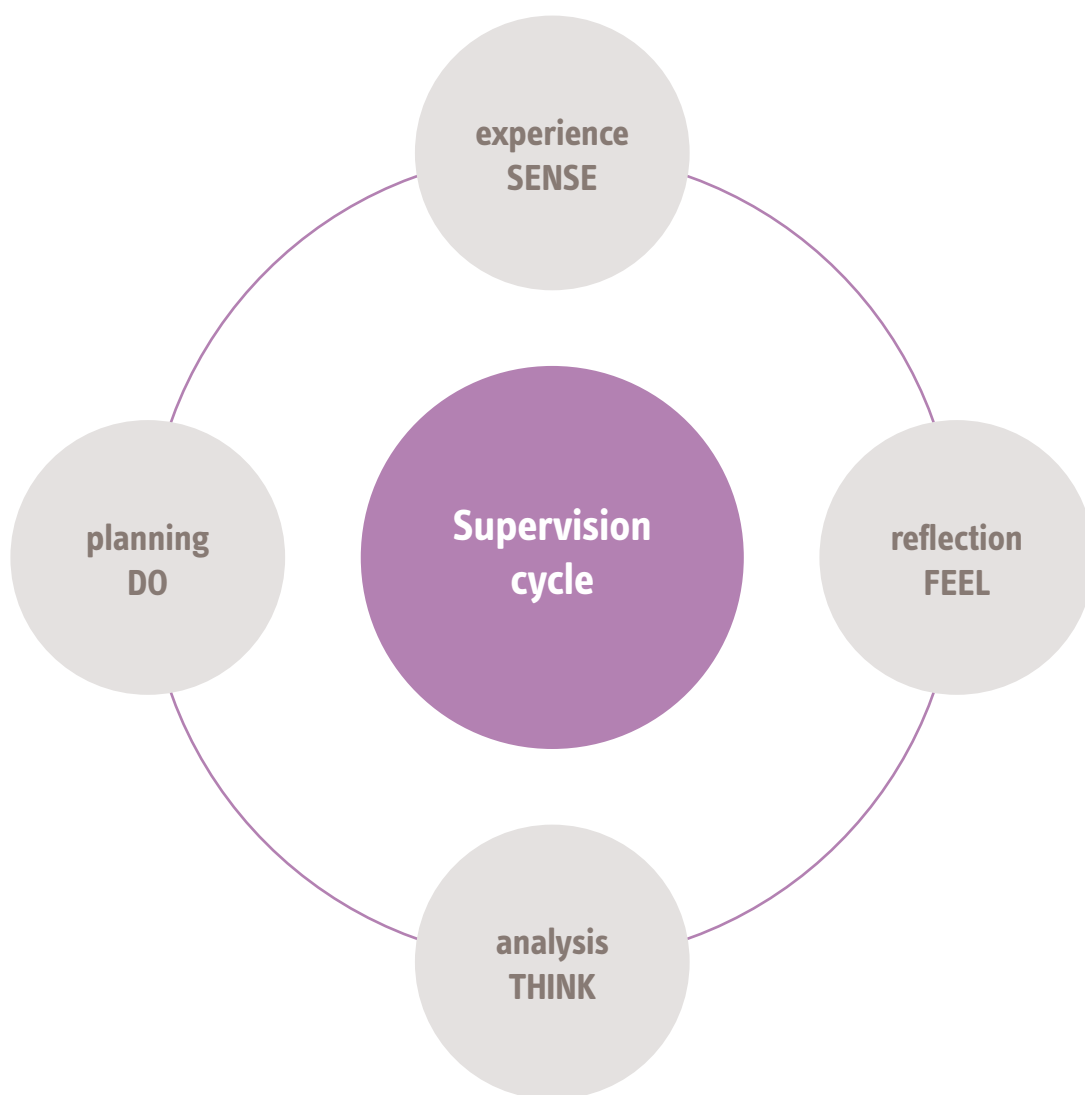 experience
SENSE
planning
DO
Supervision
cycle
reflection
FEEL
analysis
THINK